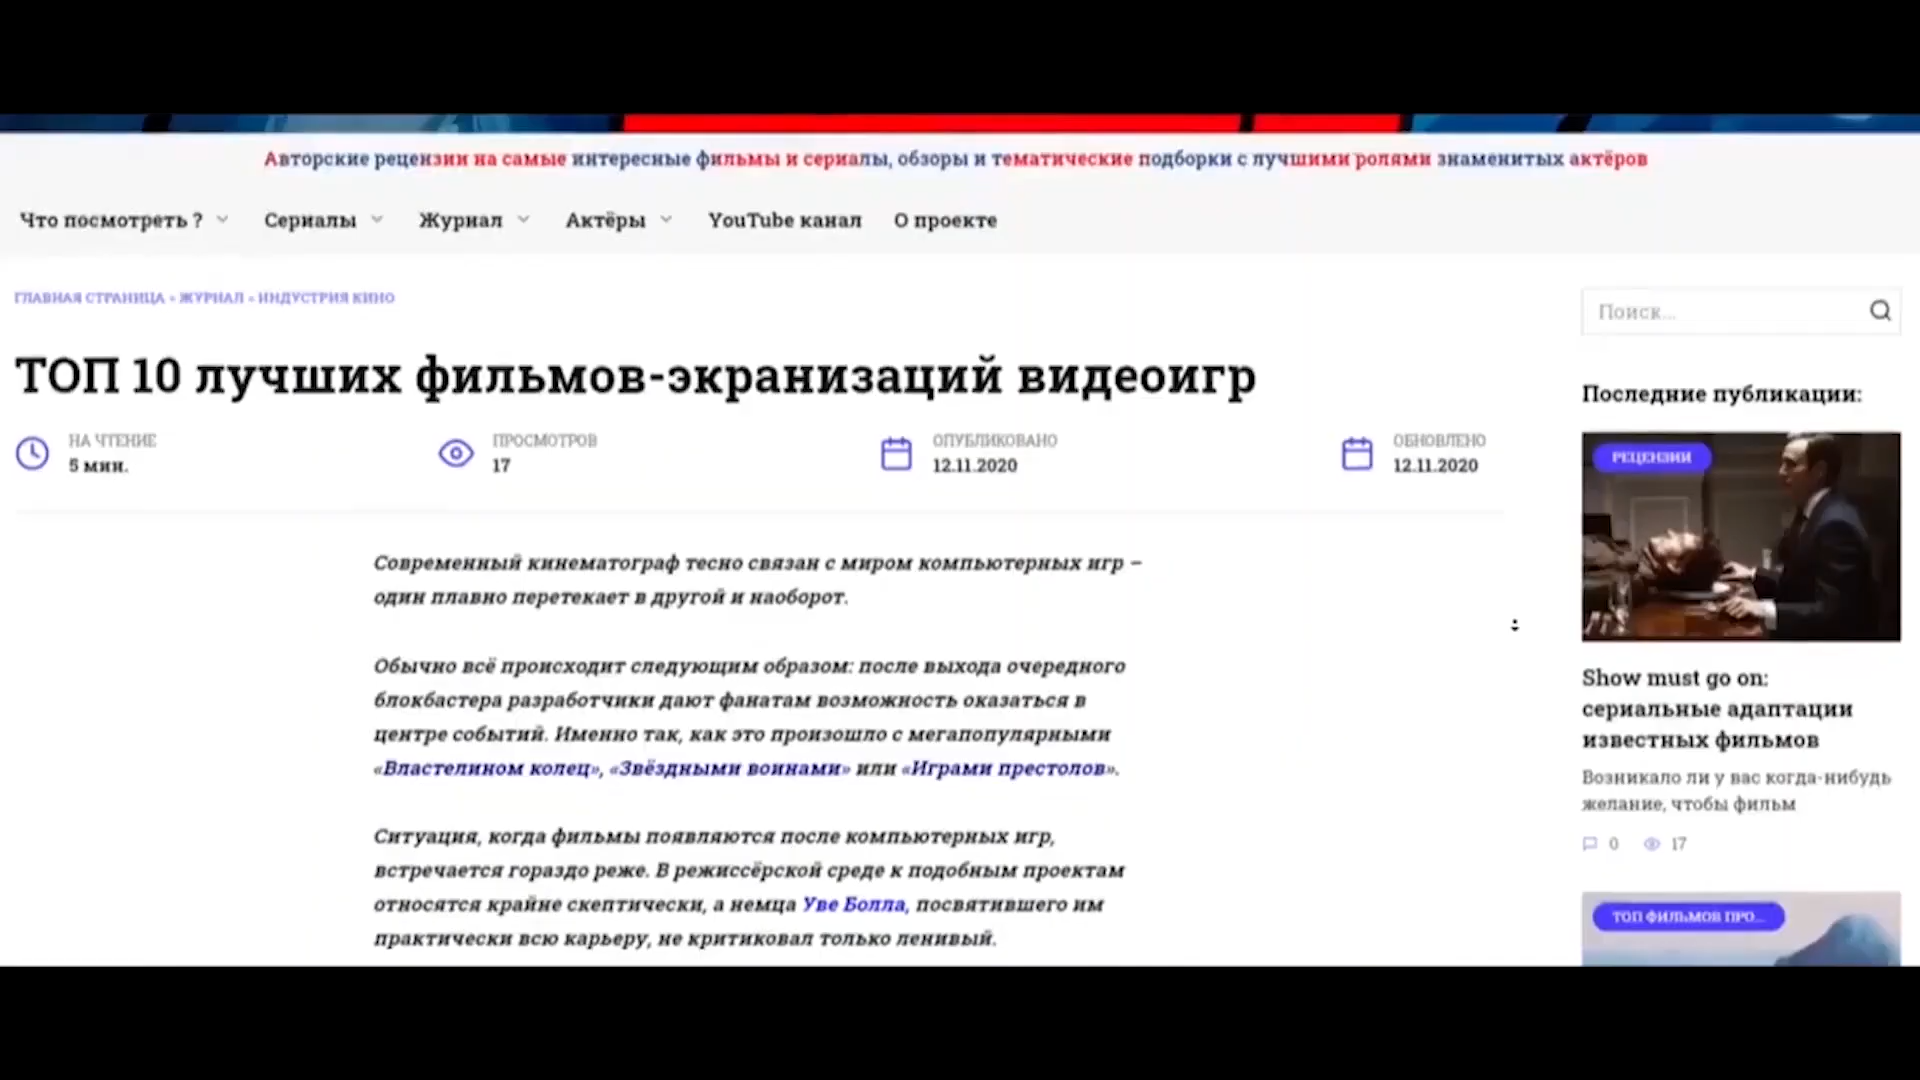 Авторские рецензии на самые интересные фильмы и сериалы, обзоры и тематические подборки с лучшими ролями знаменитых актёров
Что посмотреть ? Сериалы Журнал Актёры YouTube канал О проекте
ГЛАВНАЯ СТРАНИЦА » ЖУРНАЛ » ИНДУСТРИЯ КИНО
ТОП 10 лучших фильмов-экранизаций видеоигр
НА ЧТЕНИЕ
5 мин.
ПРОСМОТРОВ
17
ОПУБЛИКОВАНО
12.11.2020
ОБНОВЛЕНО
12.11.2020
Современный кинематограф тесно связан с миром компьютерных игр –
один плавно перетекает в другой и наоборот.
Обычно всё происходит следующим образом: после выхода очередного
блокбастера разработчики дают фанатам возможность оказаться в
центре событий. Именно так, как это произошло с мегапопулярными
«Властелином колец», «Звёздными воинами» или «Играми престолов».
Ситуация, когда фильмы появляются после компьютерных игр,
встречается гораздо реже. В режиссёрской среде к подобным проектам
относятся крайне скептически, а немца Уве Болла, посвятившего им
практически всю карьеру, не критиковал только ленивый.
Поиск...
Последние публикации:
РЕЦЕНЗИИ
Show must go on:
сериальные адаптации
известных фильмов
Возникало ли у вас когда-нибудь
желание, чтобы фильм
0 17
ТОП ФИЛЬМОВ ПРО...